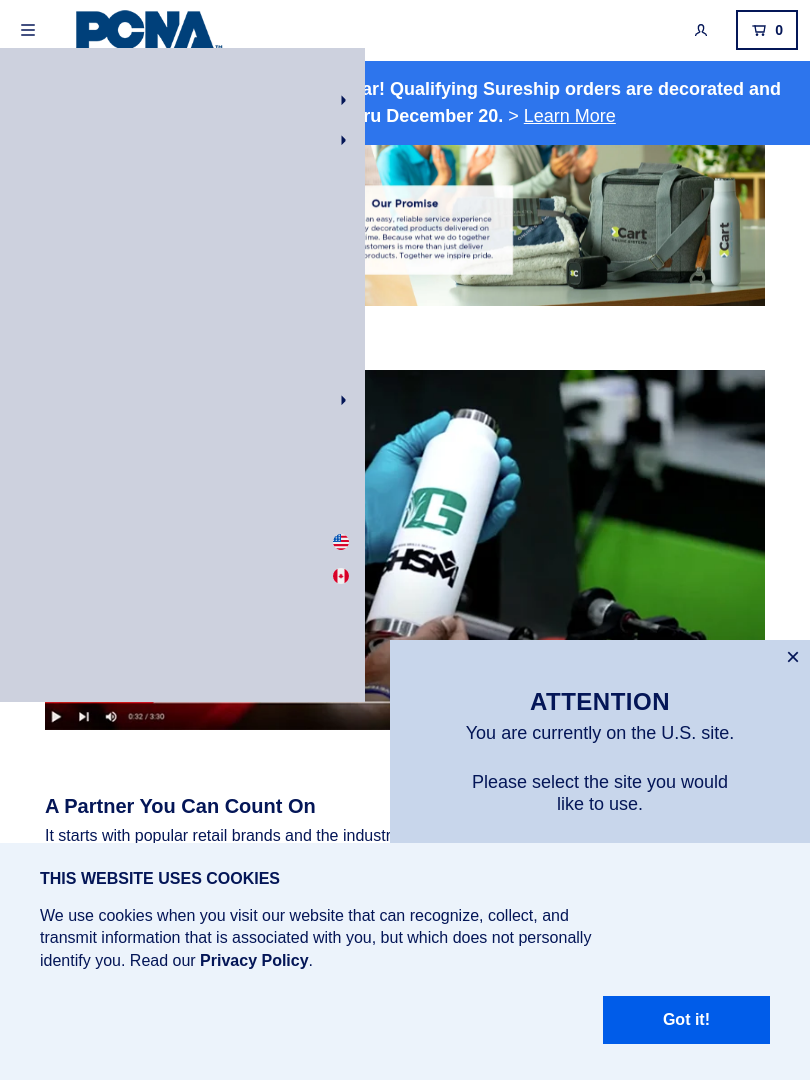 PCNA™
0
ar! Qualifying Sureship orders are decorated and
ru December 20. > Learn More
Our Promise
an easy, reliable service experience
y decorated products delivered on
ime. Because what we do together
stomers is more than just deliver
products. Together we inspire pride.
Cart
Cart
G
HSM
0:32 / 3:30
ATTENTION
You are currently on the U.S. site.
Please select the site you would
like to use.
A Partner You Can Count On
It starts with popular retail brands and the industr
THIS WEBSITE USES COOKIES
We use cookies when you visit our website that can recognize, collect, and
transmit information that is associated with you, but which does not personally
identify you. Read our Privacy Policy.
Got it!